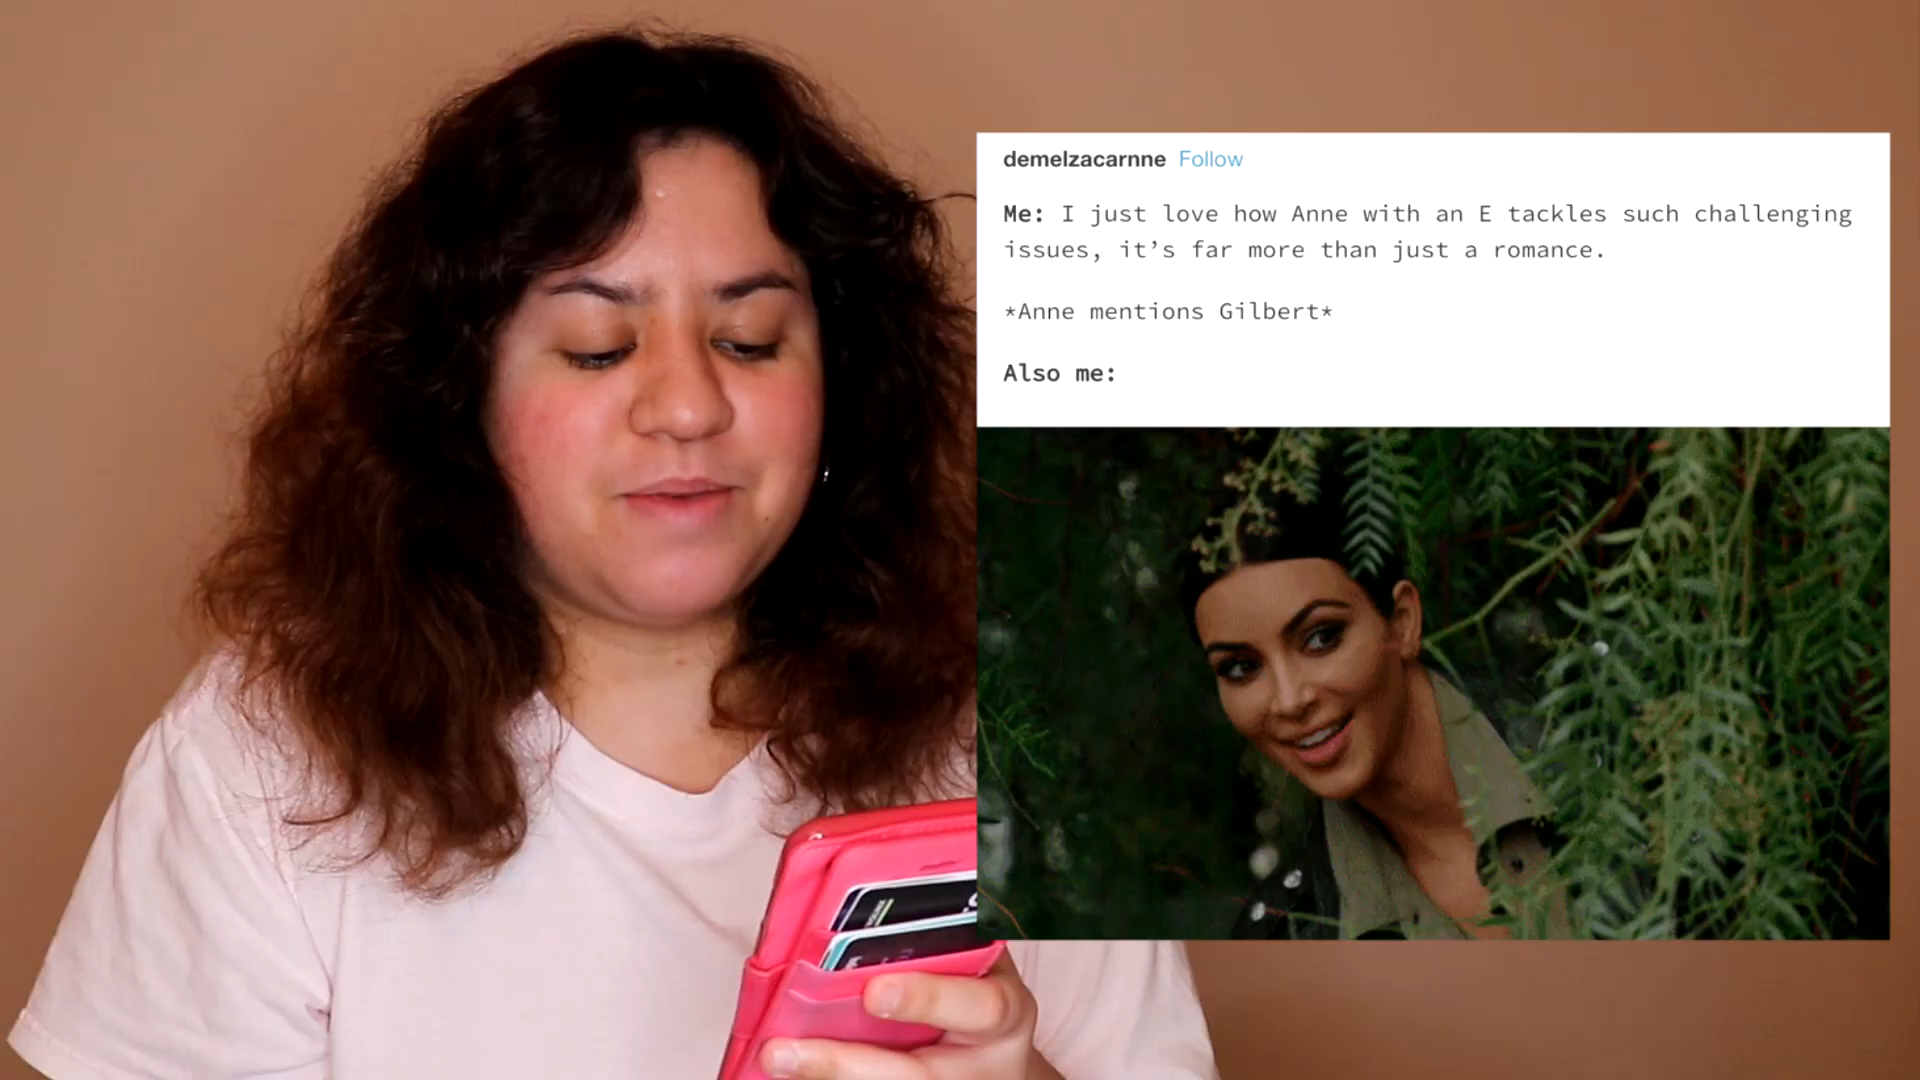 demelzacarnne Follow
Me: I just love how Anne with an E tackles such challenging
issues, it’s far more than just a romance.
*Anne mentions Gilbert*
Also me: